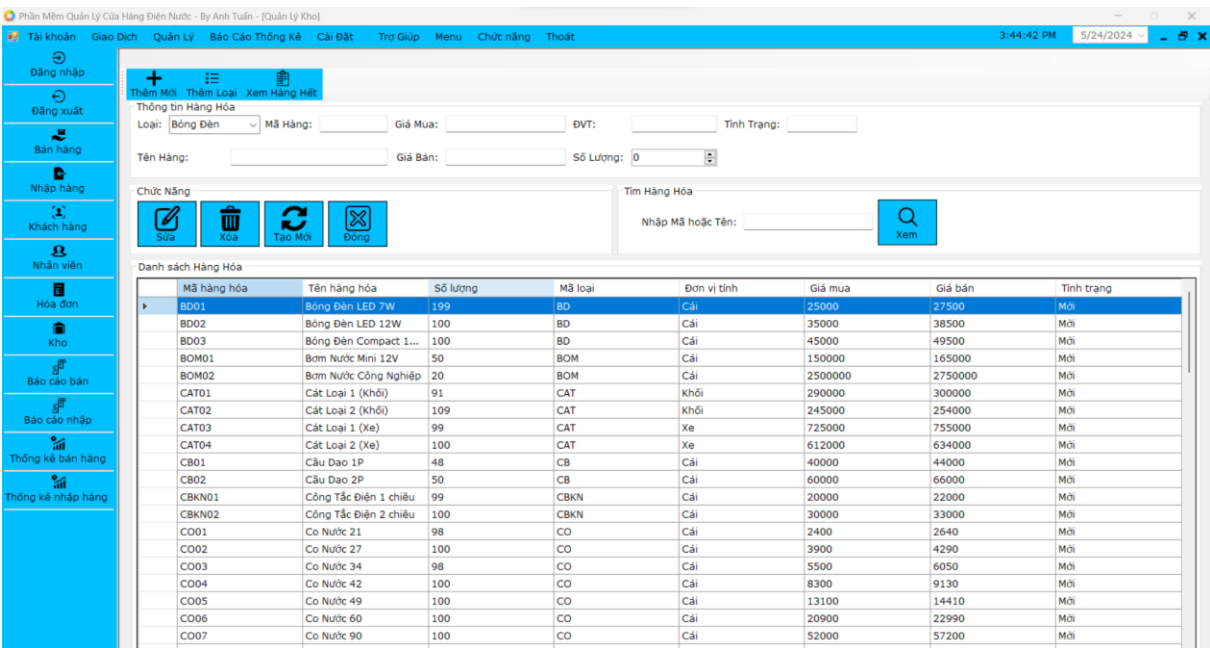 Phần Mềm Quản Lý Cửa Hàng Điện Nước - By Anh Tuấn - [Quản Lý Kho]
Tài khoản Giao Dịch Quản Lý Báo Cáo Thống Kê Cài Đặt Trợ Giúp Menu Chức năng Thoát 3:44:42 PM 5/24/2024
Đăng nhập
Đăng xuất
Bán hàng
Nhập hàng
Khách hàng
Nhân viên
Hóa đơn
Kho
Báo cáo bán
Báo cáo nhập
Thống kê bán hàng
Thống kê nhập hàng
Thêm Mới Thêm Loại Xem Hàng Hết
Thông tin Hàng Hóa
Loại: Bóng Đèn Mã Hàng: Giá Mua: ĐVT: Tình Trạng:
Tên Hàng: Giá Bán: Số Lượng: 0
Chức Năng
Sửa Xóa Tạo Mới Đóng
Tìm Hàng Hóa
Nhập Mã hoặc Tên: Xem
Danh sách Hàng Hóa
Mã hàng hóa Tên hàng hóa Số lượng Mã loại Đơn vị tính Giá mua Giá bán Tình trạng
BD01 Bóng Đèn LED 7W 199 BD Cái 25000 27500 Mới
BD02 Bóng Đèn LED 12W 100 BD Cái 35000 38500 Mới
BD03 Bóng Đèn Compact 1... 100 BD Cái 45000 49500 Mới
BOM01 Bơm Nước Mini 12V 50 BOM Cái 150000 165000 Mới
BOM02 Bơm Nước Công Nghiệp 20 BOM Cái 2500000 2750000 Mới
CAT01 Cát Loại 1 (Khối) 91 CAT Khối 290000 300000 Mới
CAT02 Cát Loại 2 (Khối) 109 CAT Khối 245000 254000 Mới
CAT03 Cát Loại 1 (Xe) 99 CAT Xe 725000 755000 Mới
CAT04 Cát Loại 2 (Xe) 100 CAT Xe 612000 634000 Mới
CB01 Cầu Dao 1P 48 CB Cái 40000 44000 Mới
CB02 Cầu Dao 2P 50 CB Cái 60000 66000 Mới
CBKN01 Công Tắc Điện 1 chiều 99 CBKN Cái 20000 22000 Mới
CBKN02 Công Tắc Điện 2 chiều 100 CBKN Cái 30000 33000 Mới
CO01 Co Nước 21 98 CO Cái 2400 2640 Mới
CO02 Co Nước 27 100 CO Cái 3900 4290 Mới
CO03 Co Nước 34 98 CO Cái 5500 6050 Mới
CO04 Co Nước 42 100 CO Cái 8300 9130 Mới
CO05 Co Nước 49 100 CO Cái 13100 14410 Mới
CO06 Co Nước 60 100 CO Cái 20900 22990 Mới
CO07 Co Nước 90 100 CO Cái 52000 57200 Mới